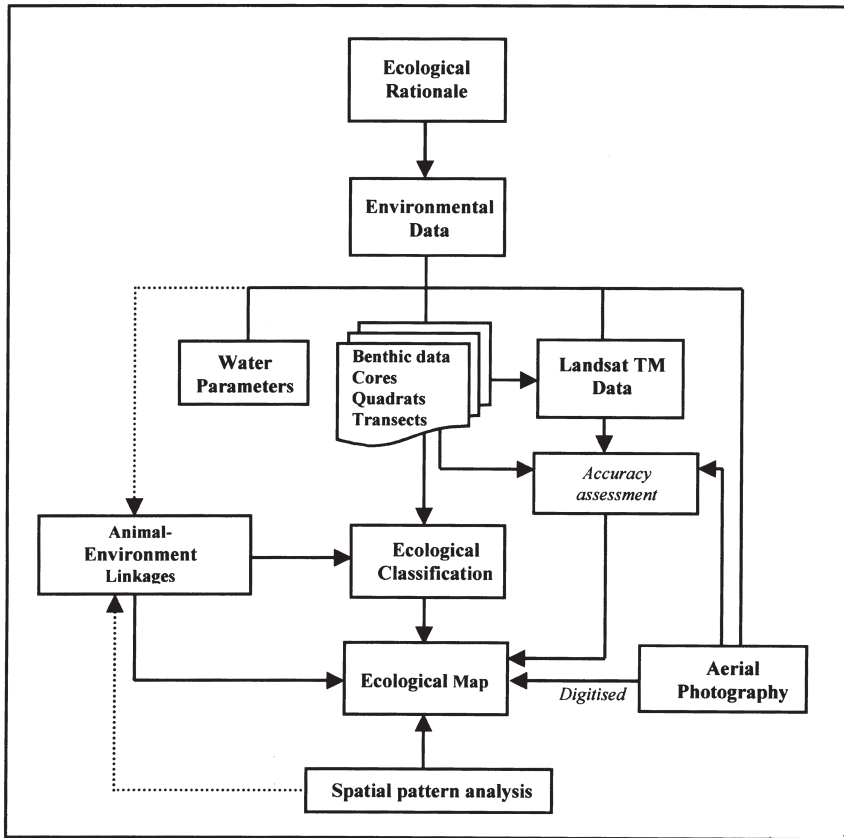 Ecological
Rationale
Environmental
Data
Water
Parameters
Benthic data
Cores
Quadrats
Transects
Landsat TM
Data
Accuracy
assessment
Animal-
Environment
Linkages
Ecological
Classification
Ecological Map
Digitised
Aerial
Photography
Spatial pattern analysis